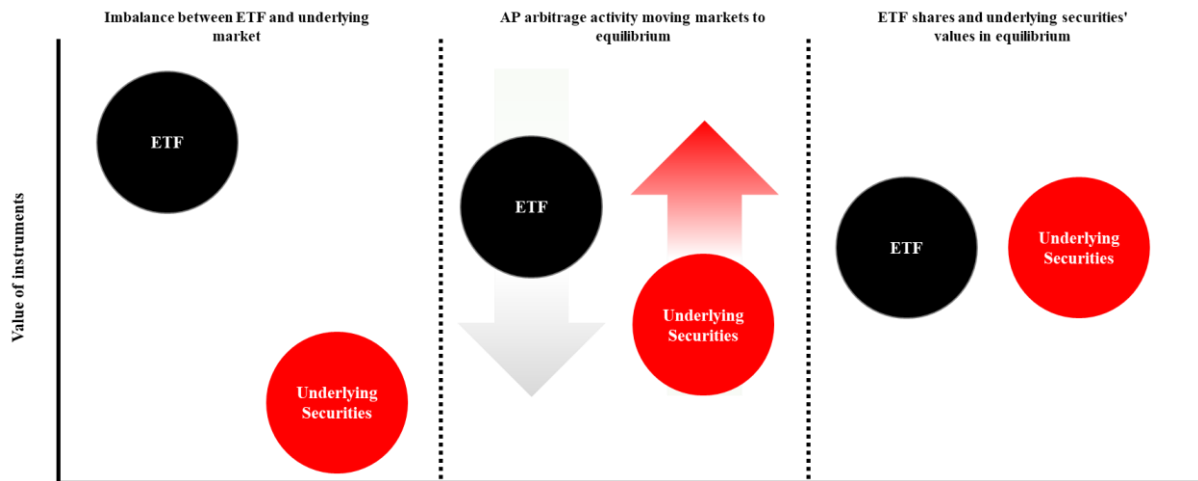 Imbalance between ETF and underlying
market
AP arbitrage activity moving markets to
equilibrium
ETF shares and underlying securities'
values in equilibrium
Value of instruments
ETF
Underlying
Securities
ETF
Underlying
Securities
ETF
Underlying
Securities